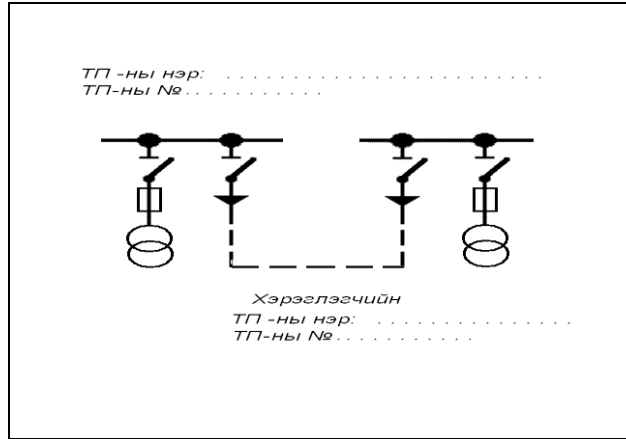 ТП -ны нэр: . . . . . . . . . . . . . . . . . . . . . . . . . .
ТП-ны № . . . . . . . . . . .
Хэрэглэгчийн
ТП -ны нэр: . . . . . . . . . . . . . . . .
ТП-ны № . . . . . . . . . . .